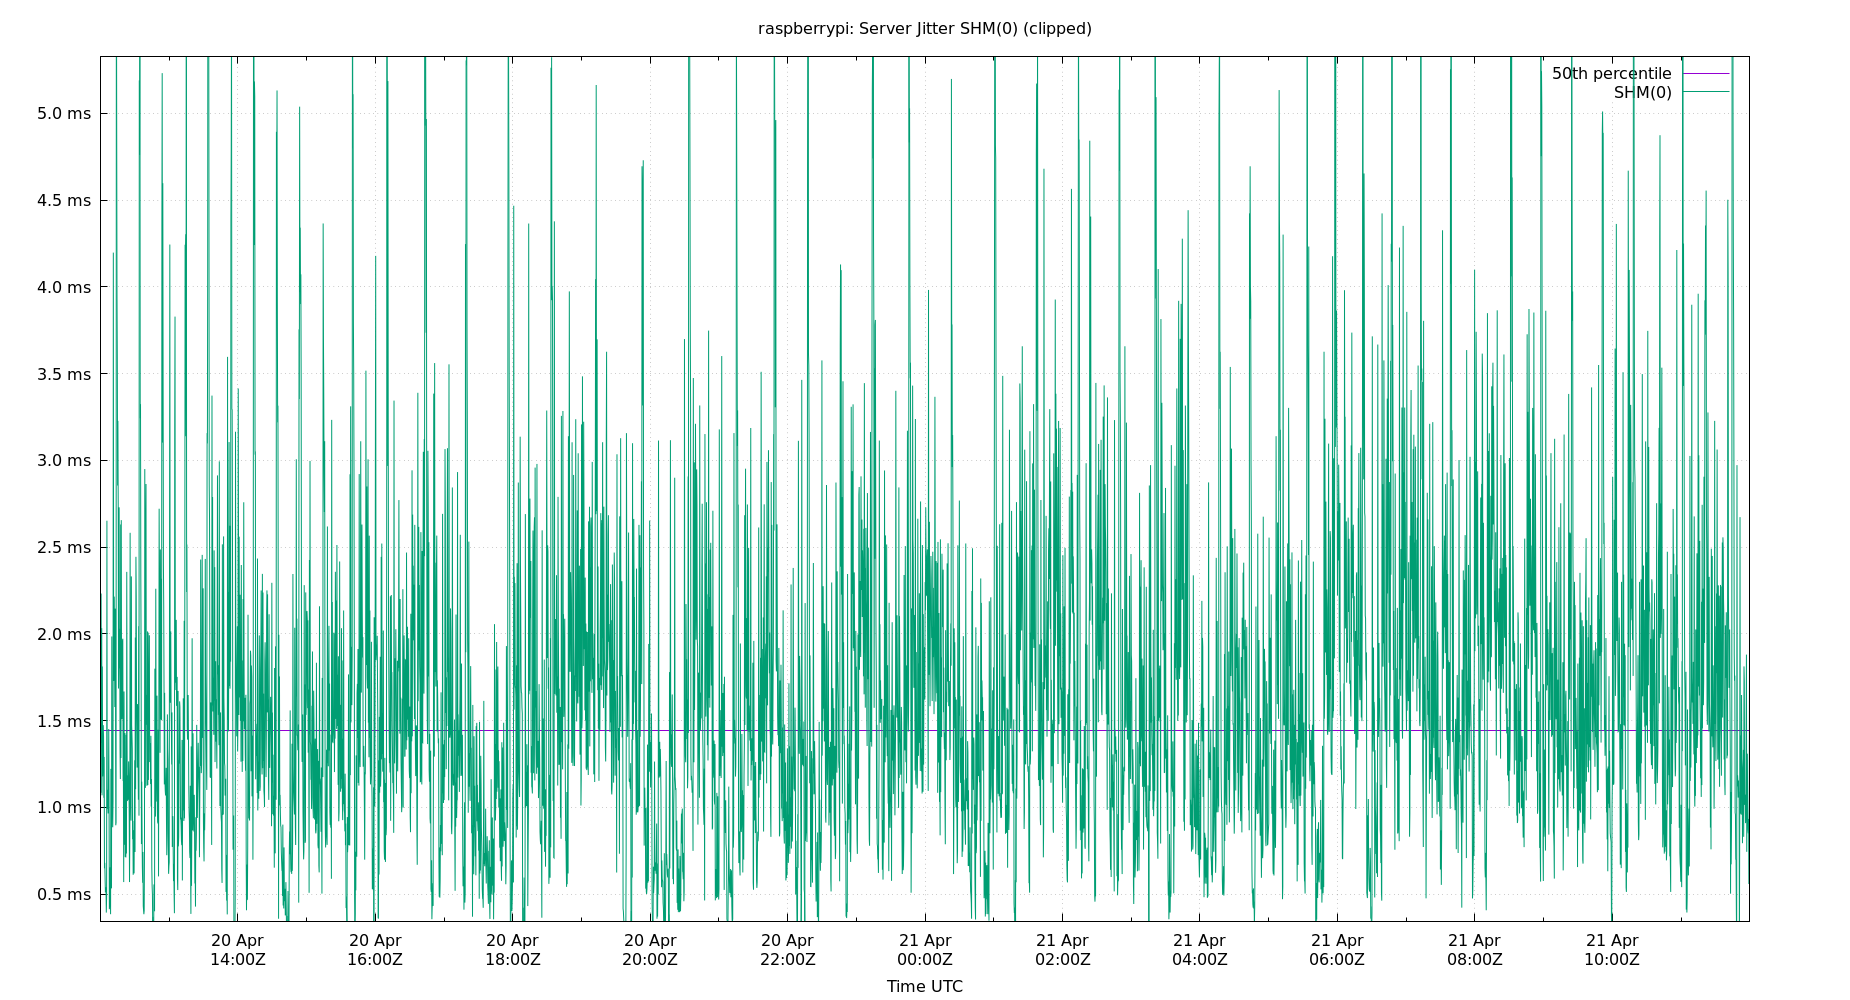 raspberrypi: Server Jitter SHM(0) (clipped)
50th percentile
SHM(0)
5.0 ms
4.5 ms
4.0 ms
3.5 ms
3.0 ms
2.5 ms
2.0 ms
1.5 ms
1.0 ms
0.5 ms
20 Apr 20 Apr 20 Apr 20 Apr 20 Apr 21 Apr 21 Apr 21 Apr 21 Apr 21 Apr 21 Apr
14:00Z 16:00Z 18:00Z 20:00Z 22:00Z 00:00Z 02:00Z 04:00Z 06:00Z 08:00Z 10:00Z
Time UTC